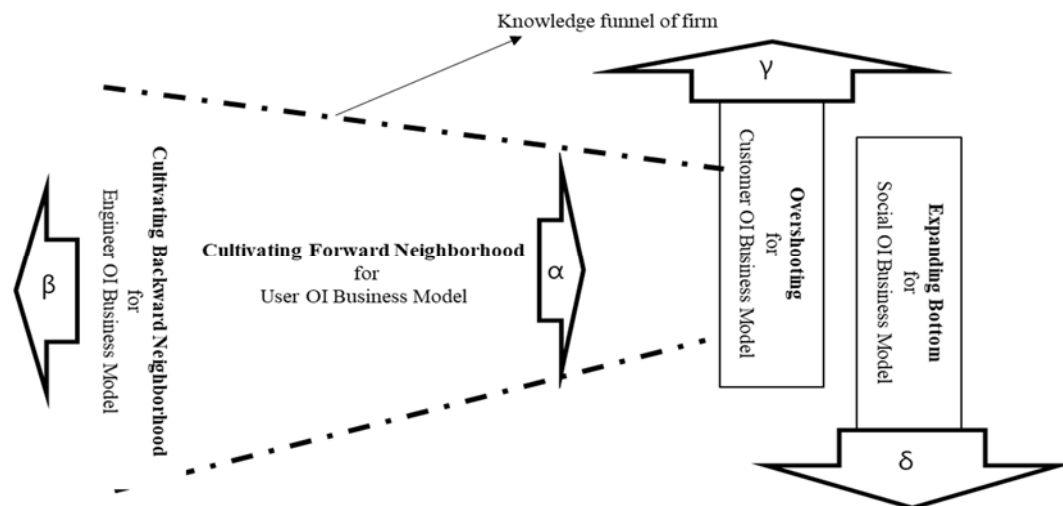 Knowledge funnel of firm
β
Cultivating Backward Neighborhood
for
Engineer OI Business Model
Cultivating Forward Neighborhood
for
User OI Business Model
α
γ
Overshooting
for
Customer OI Business Model
Expanding Bottom
for
Social OI Business Model
δ